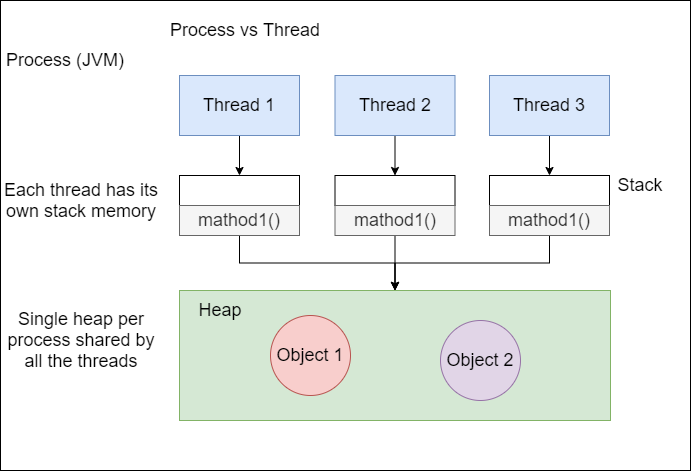 Process vs Thread
Process (JVM)
Thread 1
Thread 2
Thread 3
Each thread has its
own stack memory
Stack
mathod1()
mathod1()
mathod1()
Single heap per
process shared by
all the threads
Heap
Object 1
Object 2